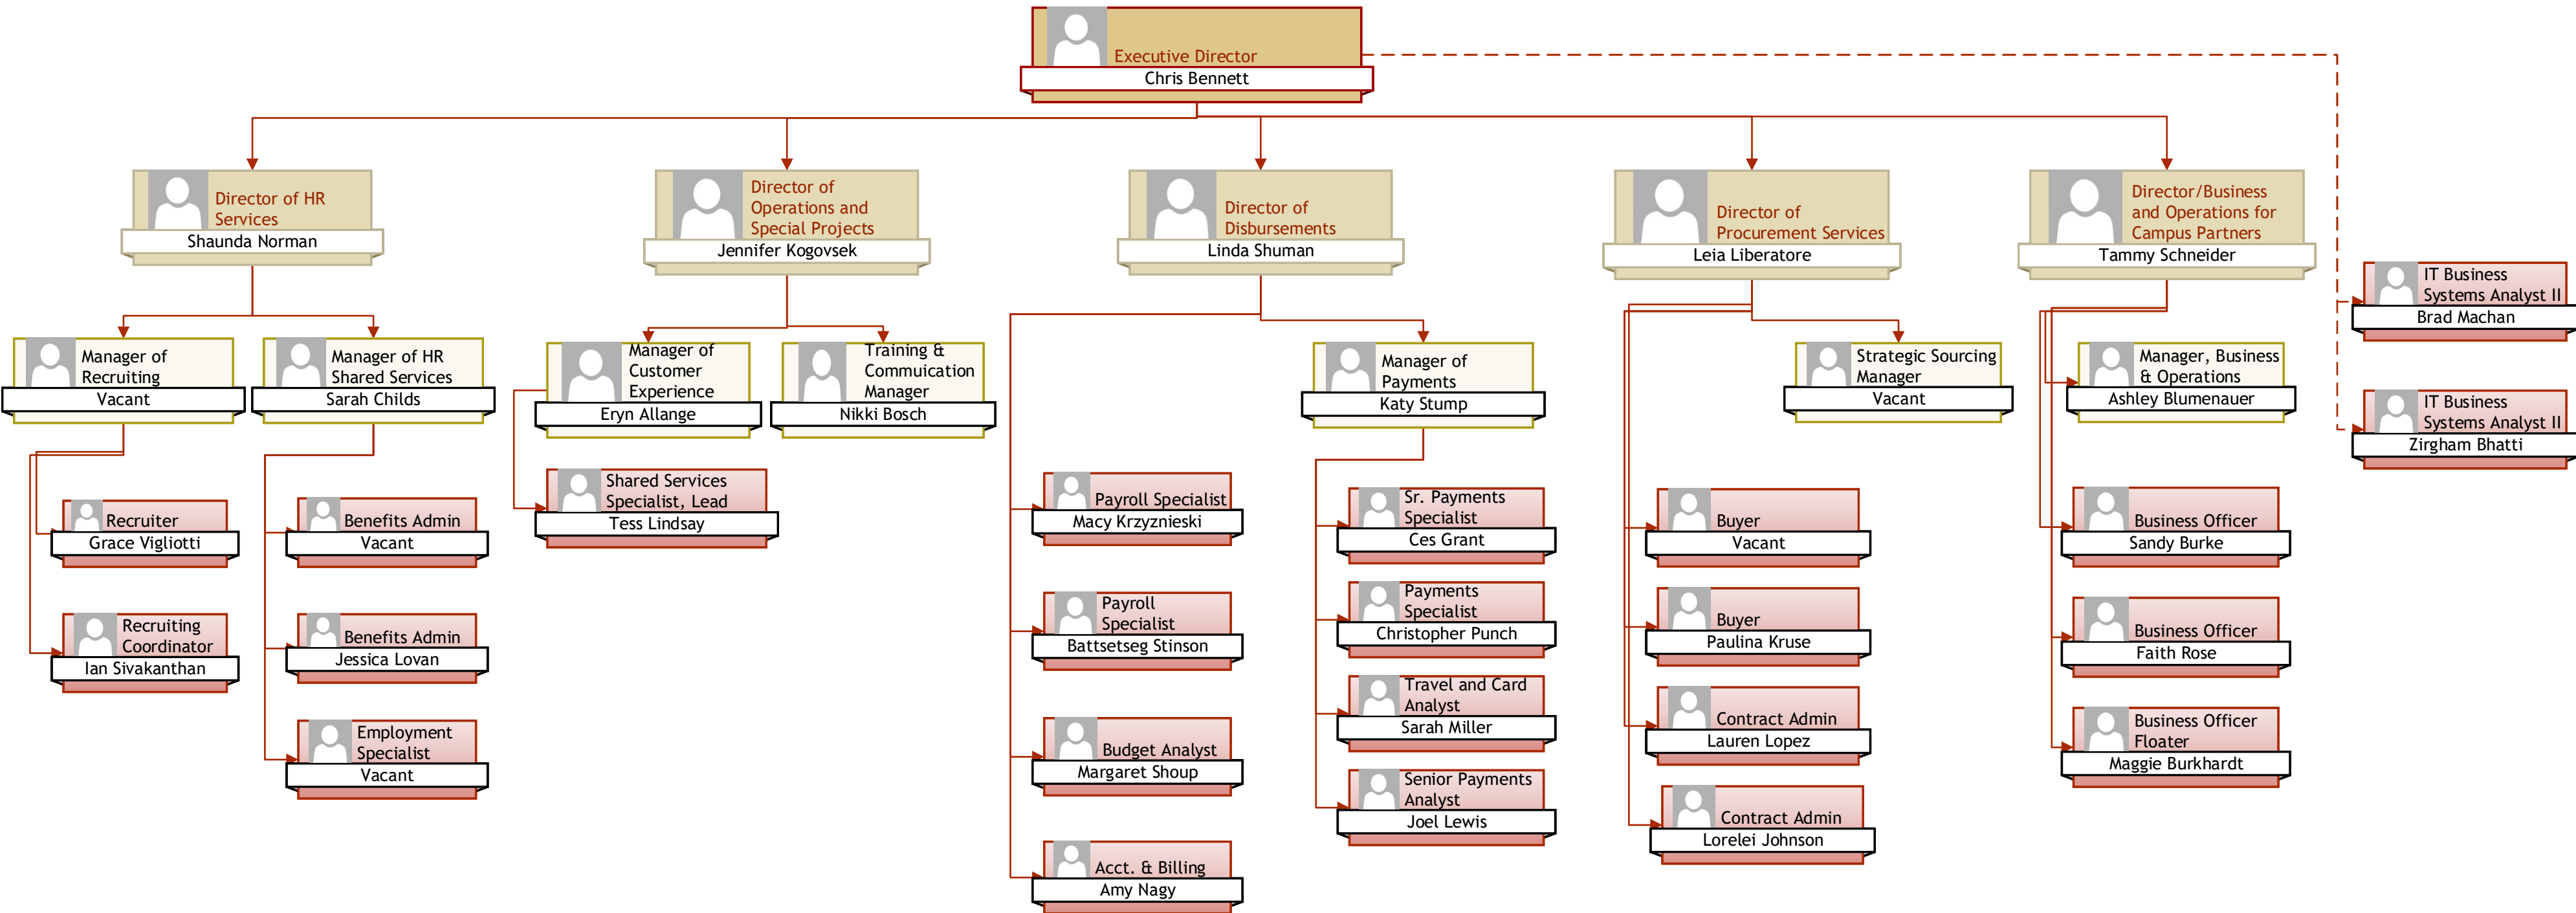 Executive Director
Chris Bennett
Director of HR
Services
Shaunda Norman
Director of
Operations and
Special Projects
Jennifer Kogovsek
Director of
Disbursements
Linda Shuman
Director of
Procurement Services
Leia Liberatore
Director/Business
and Operations for
Campus Partners
Tammy Schneider
IT Business
Systems Analyst II
Brad Machan
IT Business
Systems Analyst II
Zirgham Bhatti
Manager of
Recruiting
Vacant
Manager of HR
Shared Services
Sarah Childs
Manager of
Customer
Experience
Eryn Allange
Training &
Commuication
Manager
Nikki Bosch
Manager of
Payments
Katy Stump
Strategic Sourcing
Manager
Vacant
Manager, Business
& Operations
Ashley Blumenauer
Recruiter
Grace Vigliotti
Recruiting
Coordinator
Ian Sivakanthan
Benefits Admin
Vacant
Benefits Admin
Jessica Lovan
Employment
Specialist
Vacant
Shared Services
Specialist, Lead
Tess Lindsay
Payroll Specialist
Macy Krzyznieski
Payroll
Specialist
Battsetseg Stinson
Budget Analyst
Margaret Shoup
Acct. & Billing
Amy Nagy
Sr. Payments
Specialist
Ces Grant
Payments
Specialist
Christopher Punch
Travel and Card
Analyst
Sarah Miller
Senior Payments
Analyst
Joel Lewis
Buyer
Vacant
Buyer
Paulina Kruse
Contract Admin
Lauren Lopez
Contract Admin
Lorelei Johnson
Business Officer
Sandy Burke
Business Officer
Faith Rose
Business Officer
Floater
Maggie Burkhardt